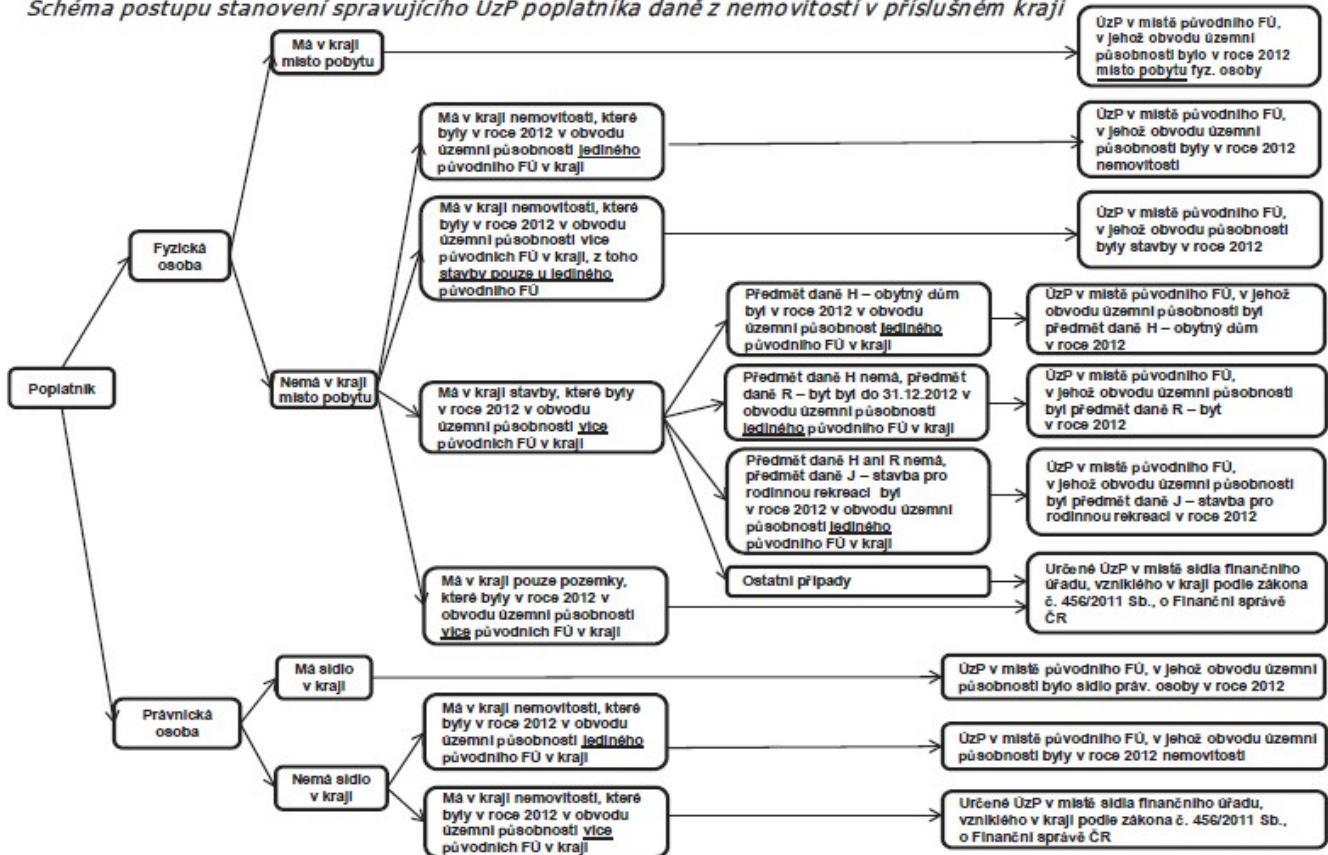 Schéma postupu stanovení spravujícího ÚzP poplatníka daně z nemovitostí v příslušném kraji
Poplatník
Fyzická
osoba
Má v kraji
místo pobytu
ÚzP v místě původního FÚ,
v jehož obvodu územní
působnosti bylo v roce 2012
místo pobytu fyz. osoby
Nemá v kraji
místo pobytu
Má v kraji nemovitosti, které
byly v roce 2012 v obvodu
územní působnosti jediného
původního FÚ v kraji
ÚzP v místě původního FÚ,
v jehož obvodu územní
působnosti byly v roce 2012
nemovitosti
Má v kraji nemovitosti, které
byly v roce 2012 v obvodu
územní působnosti více
původních FÚ v kraji, z toho
stavby pouze u jediného
původního FÚ
ÚzP v místě původního FÚ,
v jehož obvodu působnosti
byly stavby v roce 2012
Má v kraji stavby, které byly
v roce 2012 v obvodu
územní působnosti více
původních FÚ v kraji
Předmět daně H – obytný dům
byl v roce 2012 v obvodu
územní působnost jediného
původního FÚ v kraji
ÚzP v místě původního FÚ, v jehož
obvodu územní působnosti byl
předmět daně H – obytný dům
v roce 2012
Předmět daně H nemá, předmět
daně R – byt byl do 31.12.2012 v
obvodu územní působnosti
jediného původního FÚ v kraji
ÚzP v místě původního FÚ,
v jehož obvodu územní působnosti
byl předmět daně R – byt
v roce 2012
Předmět daně H ani R nemá,
předmět daně J – stavba pro
rodinnou rekreaci byl
v roce 2012 v obvodu územní
působnosti jediného
původního FÚ v kraji
ÚzP v místě původního FÚ,
v jehož obvodu územní působnosti
byl předmět daně J – stavba pro
rodinnou rekreaci v roce 2012
Ostatní případy
Určené ÚzP v místě sídla finančního
úřadu, vzniklého v kraji podle zákona
č. 456/2011 Sb., o Finanční správě
ČR
Má v kraji pouze pozemky,
které byly v roce 2012 v
obvodu územní působnosti
více původních FÚ v kraji
Právnická
osoba
Má sídlo
v kraji
ÚzP v místě původního FÚ, v jehož obvodu územní
působnosti bylo sídlo práv. osoby v roce 2012
Nemá sídlo
v kraji
Má v kraji nemovitosti, které
byly v roce 2012 v obvodu
územní působnosti jediného
původního FÚ v kraji
ÚzP v místě původního FÚ, v jehož obvodu územní
působnosti byly v roce 2012 nemovitosti
Má v kraji nemovitosti, které
byly v roce 2012 v obvodu
územní působnosti více
původních FÚ v kraji
Určené ÚzP v místě sídla finančního úřadu,
vzniklého v kraji podle zákona č. 456/2011 Sb.,
o Finanční správě ČR